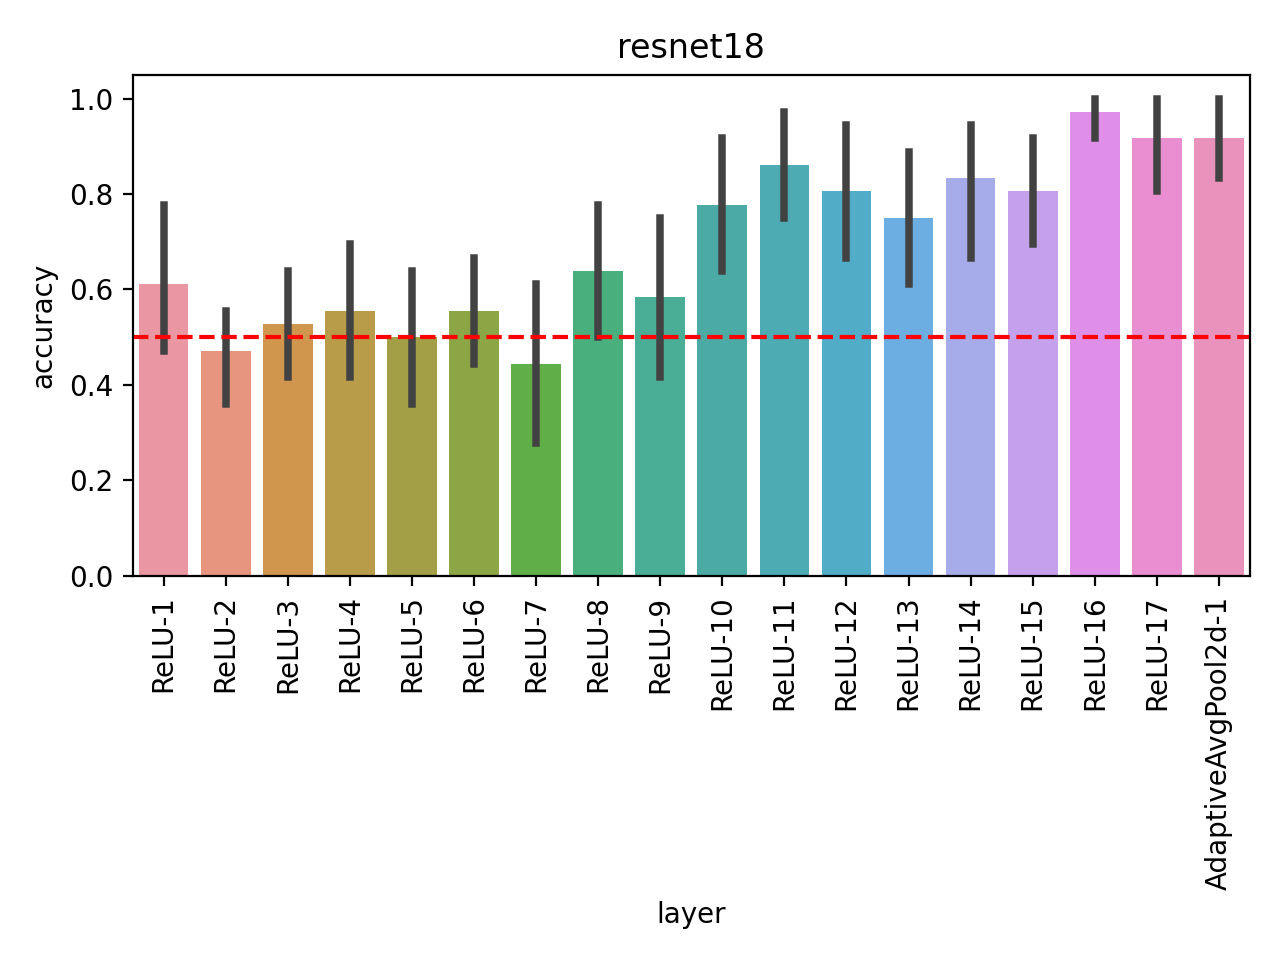 resnet18
accuracy
1.0
0.8
0.6
0.4
0.2
0.0
ReLU-1
ReLU-2
ReLU-3
ReLU-4
ReLU-5
ReLU-6
ReLU-7
ReLU-8
ReLU-9
ReLU-10
ReLU-11
ReLU-12
ReLU-13
ReLU-14
ReLU-15
ReLU-16
ReLU-17
AdaptiveAvgPool2d-1
layer